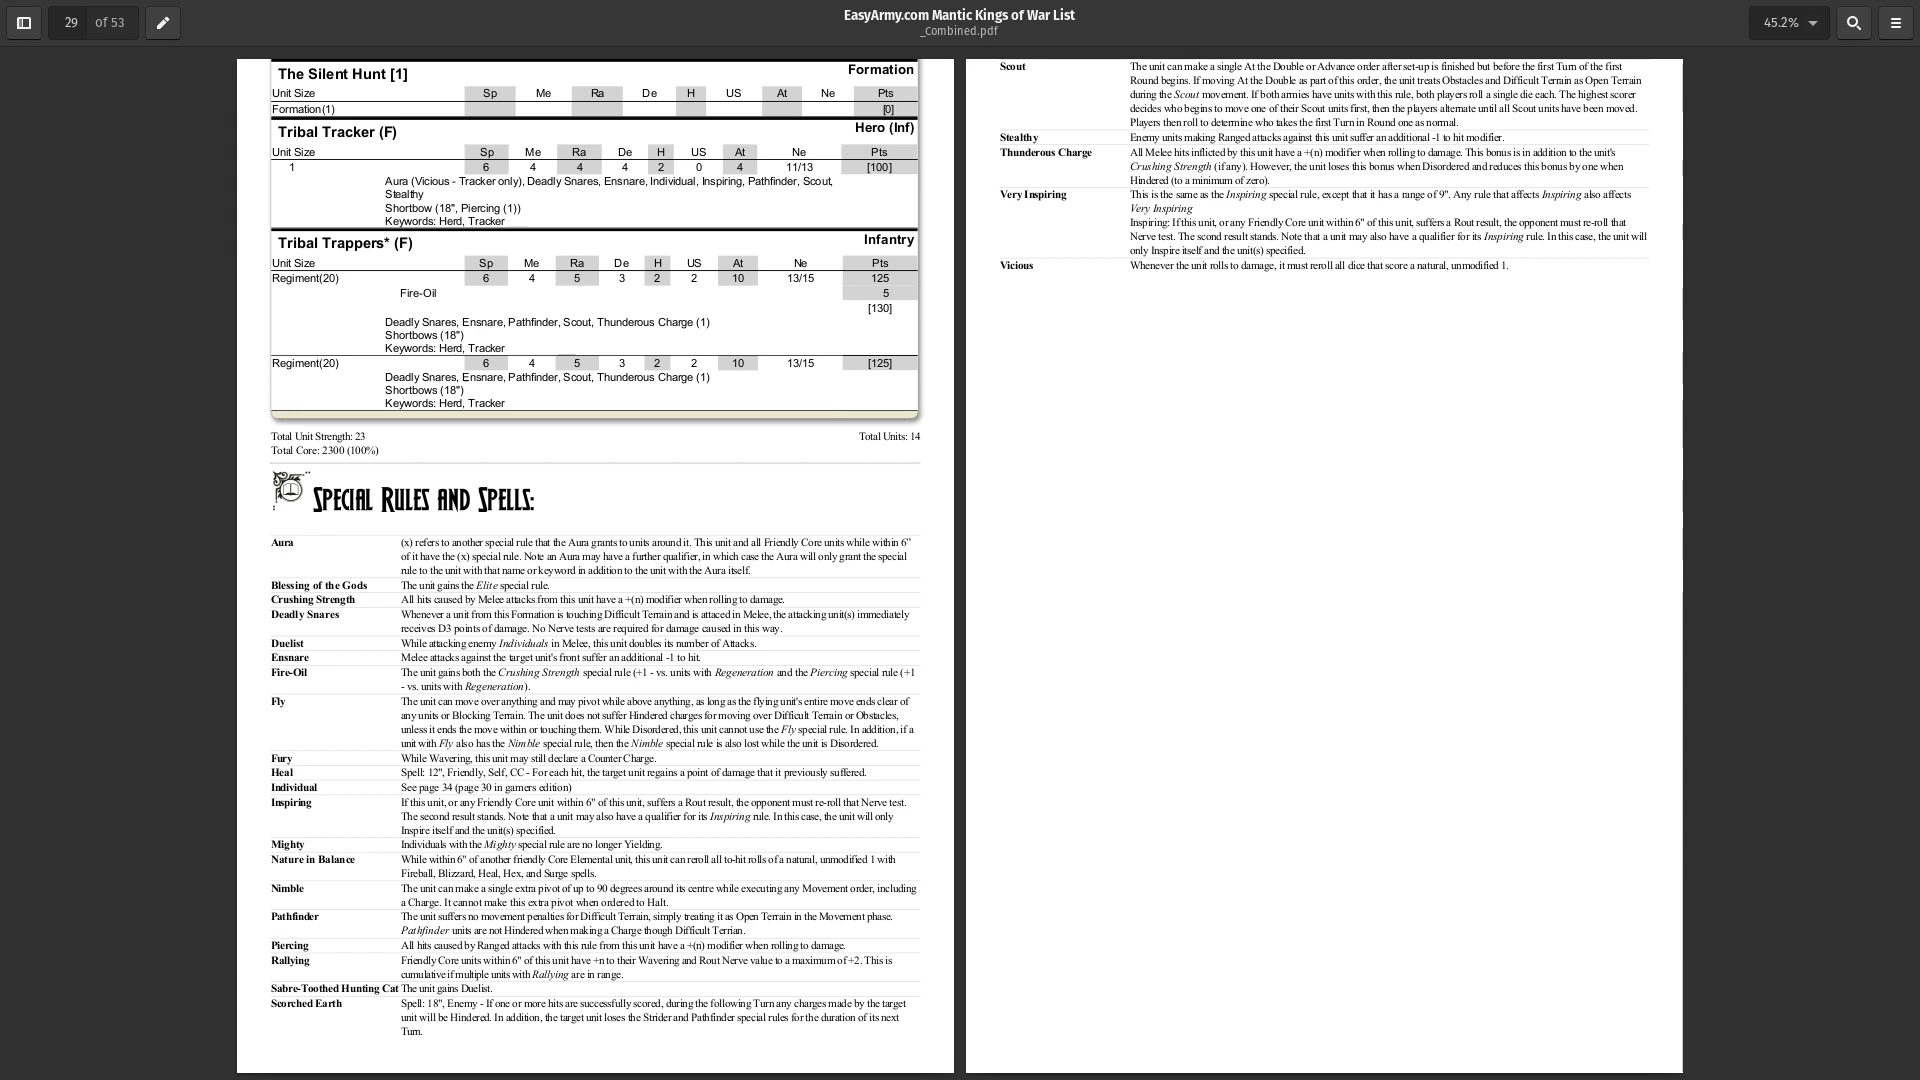 29 of 53
EasyArmy.com Mantic Kings of War List
_Combined.pdf
45.2%
The Silent Hunt [1] Formation
Unit Size Sp Me Ra De H US At Ne Pts
Formation(1) [0]
Tribal Tracker (F) Hero (Inf)
Unit Size Sp Me Ra De H US At Ne Pts
1 6 4 4 4 2 0 4 11/13 [100]
Aura (Vicious - Tracker only), Deadly Snares, Ensnare, Individual, Inspiring, Pathfinder, Scout,
Stealthy
Shortbow (18", Piercing (1))
Keywords: Herd, Tracker
Tribal Trappers* (F) Infantry
Unit Size Sp Me Ra De H US At Ne Pts
Regiment(20) 6 4 5 3 2 2 10 13/15 125
Fire-Oil 5
[130]
Deadly Snares, Ensnare, Pathfinder, Scout, Thunderous Charge (1)
Shortbows (18")
Keywords: Herd, Tracker
Regiment(20) 6 4 5 3 2 2 10 13/15 [125]
Deadly Snares, Ensnare, Pathfinder, Scout, Thunderous Charge (1)
Shortbows (18")
Keywords: Herd, Tracker
Total Unit Strength: 23 Total Units: 14
Total Core: 2300 (100%)
Special Rules and Spells:
Aura (x) refers to another special rule that the Aura grants to units around it. This unit and all Friendly Core units while within 6"
of it have the (x) special rule. Note an Aura may have a further qualifier, in which case the Aura will only grant the special
rule to the unit with that name or keyword in addition to the unit with the Aura itself.
Blessing of the Gods The unit gains the Elite special rule.
Crushing Strength All hits caused by Melee attacks from this unit have a +(n) modifier when rolling to damage.
Deadly Snares Whenever a unit from this Formation is touching Difficult Terrain and is attaced in Melee, the attacking unit(s) immediately
receives D3 points of damage. No Nerve tests are required for damage caused in this way.
Duelist While attacking enemy Individuals in Melee, this unit doubles its number of Attacks.
Ensnare Melee attacks against the target unit's front suffer an additional -1 to hit.
Fire-Oil The unit gains both the Crushing Strength special rule (+1 - vs. units with Regeneration and the Piercing special rule (+1
- vs. units with Regeneration).
Fly The unit can move over anything and may pivot while above anything, as long as the flying unit's entire move ends clear of
any units or Blocking Terrain. The unit does not suffer Hindered charges for moving over Difficult Terrain or Obstacles,
unless it ends the move within or touching them. While Disordered, this unit cannot use the Fly special rule. In addition, if a
unit with Fly also has the Nimble special rule, then the Nimble special rule is also lost while the unit is Disordered.
Fury While Wavering, this unit may still declare a Counter Charge.
Heal Spell: 12", Friendly, Self, CC - For each hit, the target unit regains a point of damage that it previously suffered.
Individual See page 34 (page 30 in gamers edition)
Inspiring If this unit, or any Friendly Core unit within 6" of this unit, suffers a Rout result, the opponent must re-roll that Nerve test.
The second result stands. Note that a unit may also have a qualifier for its Inspiring rule. In this case, the unit will only
Inspire itself and the unit(s) specified.
Mighty Individuals with the Mighty special rule are no longer Yielding.
Nature in Balance While within 6" of another friendly Core Elemental unit, this unit can reroll all to-hit rolls of a natural, unmodified 1 with
Fireball, Blizzard, Heal, Hex, and Surge spells.
Nimble The unit can make a single extra pivot of up to 90 degrees around its centre while executing any Movement order, including
a Charge. It cannot make this extra pivot when ordered to Halt.
Pathfinder The unit suffers no movement penalties for Difficult Terrain, simply treating it as Open Terrain in the Movement phase.
Pathfinder units are not Hindered when making a Charge though Difficult Terrian.
Piercing All hits caused by Ranged attacks with this rule from this unit have a +(n) modifier when rolling to damage.
Rallying Friendly Core units within 6" of this unit have +n to their Wavering and Rout Nerve value to a maximum of +2. This is
cumulative if multiple units with Rallying are in range.
Sabre-Toothed Hunting Cat The unit gains Duelist.
Scorched Earth Spell: 18", Enemy - If one or more hits are successfully scored, during the following Turn any charges made by the target
unit will be Hindered. In addition, the target unit loses the Strider and Pathfinder special rules for the duration of its next
Turn.
Scout The unit can make a single At the Double or Advance order after set-up is finished but before the first Turn of the first
Round begins. If moving At the Double as part of this order, the unit treats Obstacles and Difficult Terrain as Open Terrain
during the Scout movement. If both armies have units with this rule, both players roll a single die each. The highest scorer
decides who begins to move one of their Scout units first, then the players alternate until all Scout units have been moved.
Players then roll to determine who takes the first Turn in Round one as normal.
Stealthy Enemy units making Ranged attacks against this unit suffer an additional -1 to hit modifier.
Thunderous Charge All Melee hits inflicted by this unit have a +(n) modifier when rolling to damage. This bonus is in addition to the unit's
Crushing Strength (if any). However, the unit loses this bonus when Disordered and reduces this bonus by one when
Hindered (to a minimum of zero).
Very Inspiring This is the same as the Inspiring special rule, except that it has a range of 9". Any rule that affects Inspiring also affects
Very Inspiring
Inspiring: If this unit, or any Friendly Core unit within 6" of this unit, suffers a Rout result, the opponent must re-roll that
Nerve test. The scond result stands. Note that a unit may also have a qualifier for its Inspiring rule. In this case, the unit will
only Inspire itself and the unit(s) specified.
Vicious Whenever the unit rolls to damage, it must reroll all dice that score a natural, unmodified 1.